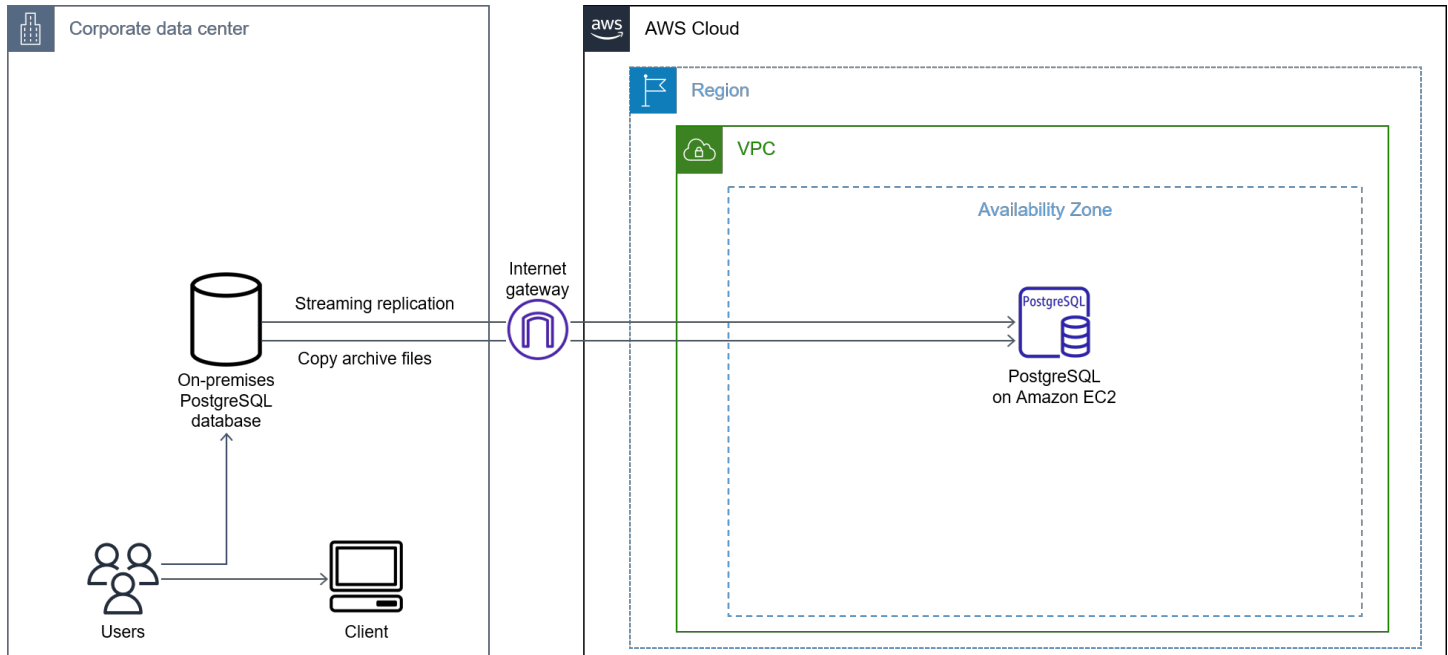 Corporate data center
aws
AWS Cloud
Region
VPC
Availability Zone
Internet
gateway
Streaming replication
Copy archive files
On-premises
PostgreSQL
database
PostgreSQL
PostgreSQL
on Amazon EC2
Users
Client